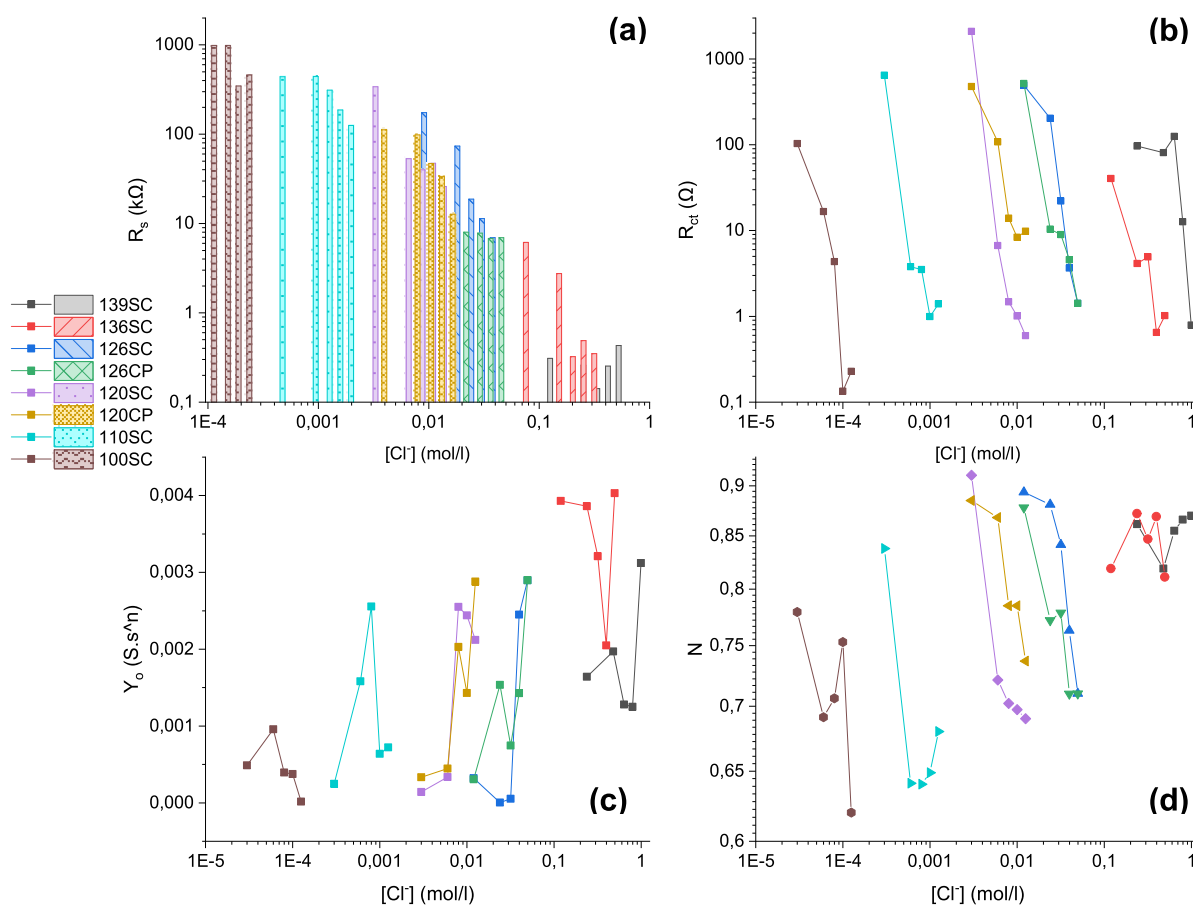 (a)
1000
100
10
1
0,1
R_s (kΩ)
1E-4
0,001
0,01
0,1
1
[Cl⁻] (mol/l)
(b)
1000
100
10
1
0,1
R_ct (Ω)
1E-5
1E-4
0,001
0,01
0,1
1
[Cl⁻] (mol/l)
139SC
136SC
126SC
126CP
120SC
120CP
110SC
100SC
0,004
0,003
0,002
0,001
0,000
Y_o (S.s^n)
(c)
1E-5
1E-4
0,001
0,01
0,1
1
[Cl⁻] (mol/l)
0,9
0,85
0,8
0,75
0,7
0,65
0,6
N
(d)
1E-5
1E-4
0,001
0,01
0,1
1
[Cl⁻] (mol/l)